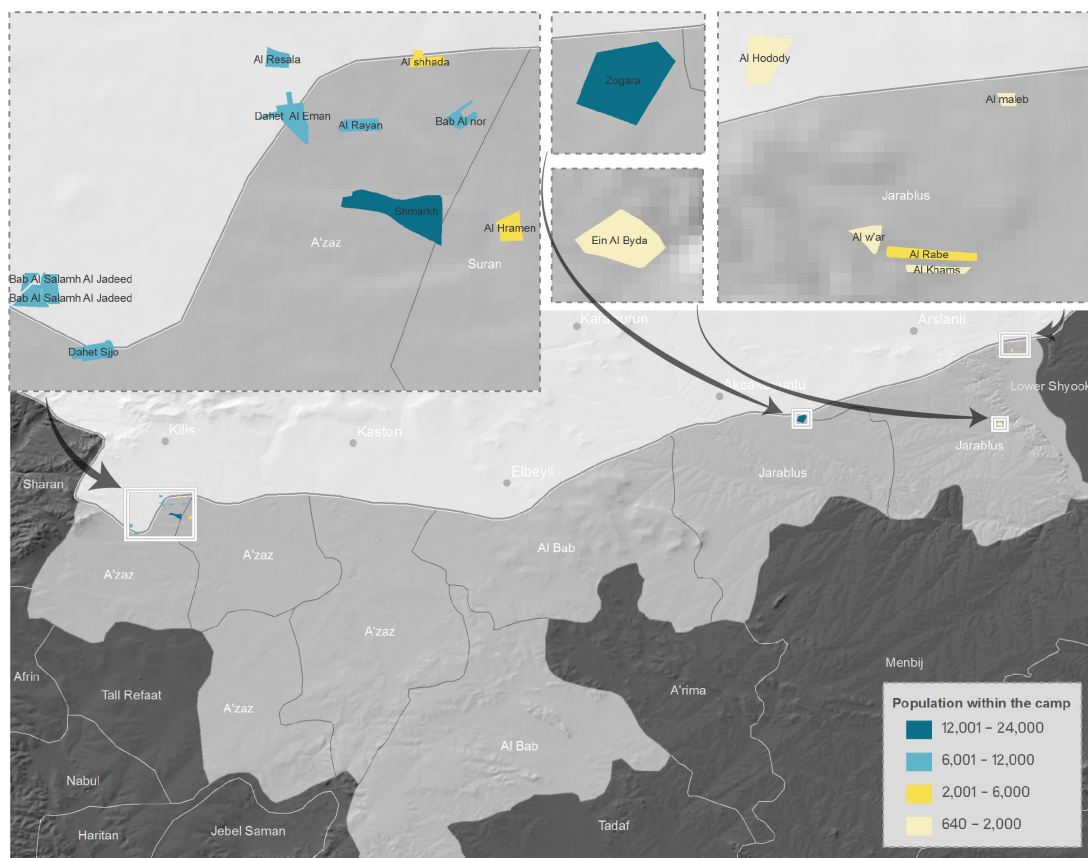 Al Resala
Al shhada
Dahet Al Eman
Al Rayan
Bab Al nor
Shmarkh
A'zaz
Al Hramen
Suran
Bab Al Salamh Al Jadeed
Bab Al Salamh Al Jadeed
Dahet Sjjo
Zogara
Ein Al Byda
Al Hodody
Al maleb
Jarablus
Al w'ar
Al Rabe
Al Khams
Arslanli
Lower Shyookh
Kilis
Kaston
Elbeyli
Sharan
Jarablus
Jarablus
A'zaz
A'zaz
Al Bab
A'zaz
Afrin
Tall Refaat
A'zaz
A'rima
Menbij
Al Bab
Nabul
Haritan
Jebel Saman
Tadaf
Population within the camp
12,001 – 24,000
6,001 – 12,000
2,001 – 6,000
640 – 2,000